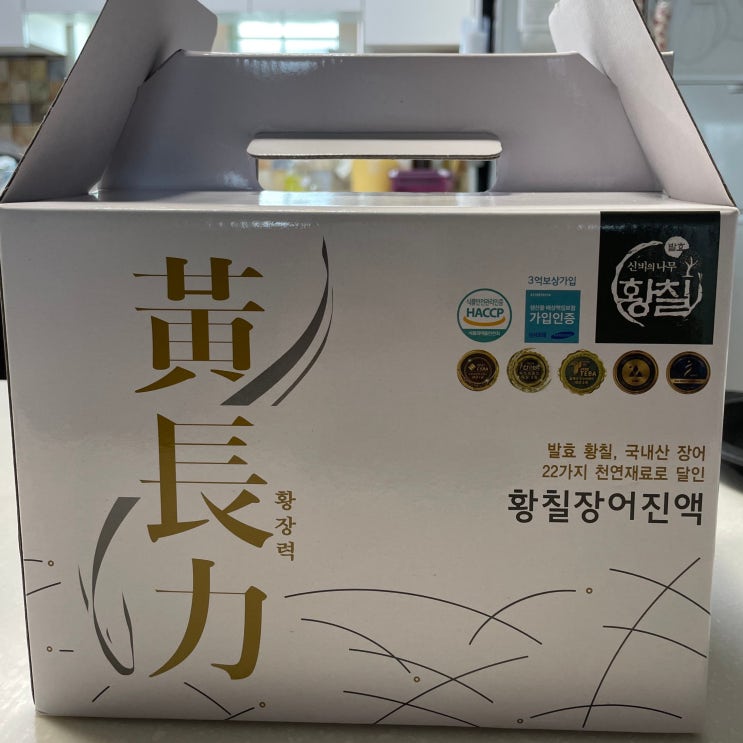 黃長力
황장력
3억보상가입
HACCP
가입인증
발효
신비의나무
황칠
발효 황칠, 국내산 장어
22가지 천연재료로 달인
황칠장어진액